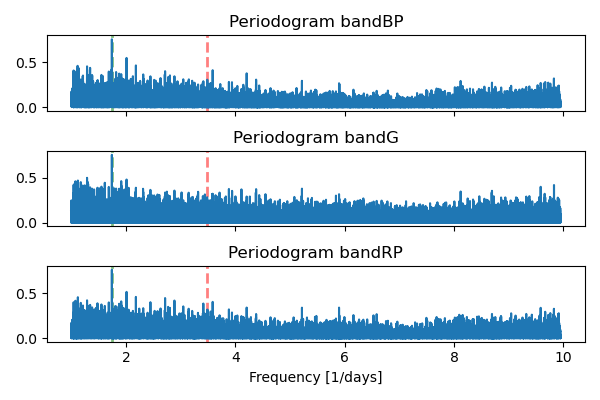 Periodogram bandBP
0.5
0.0
Periodogram bandG
0.5
0.0
Periodogram bandRP
0.5
0.0
2 4 6 8 10
Frequency [1/days]